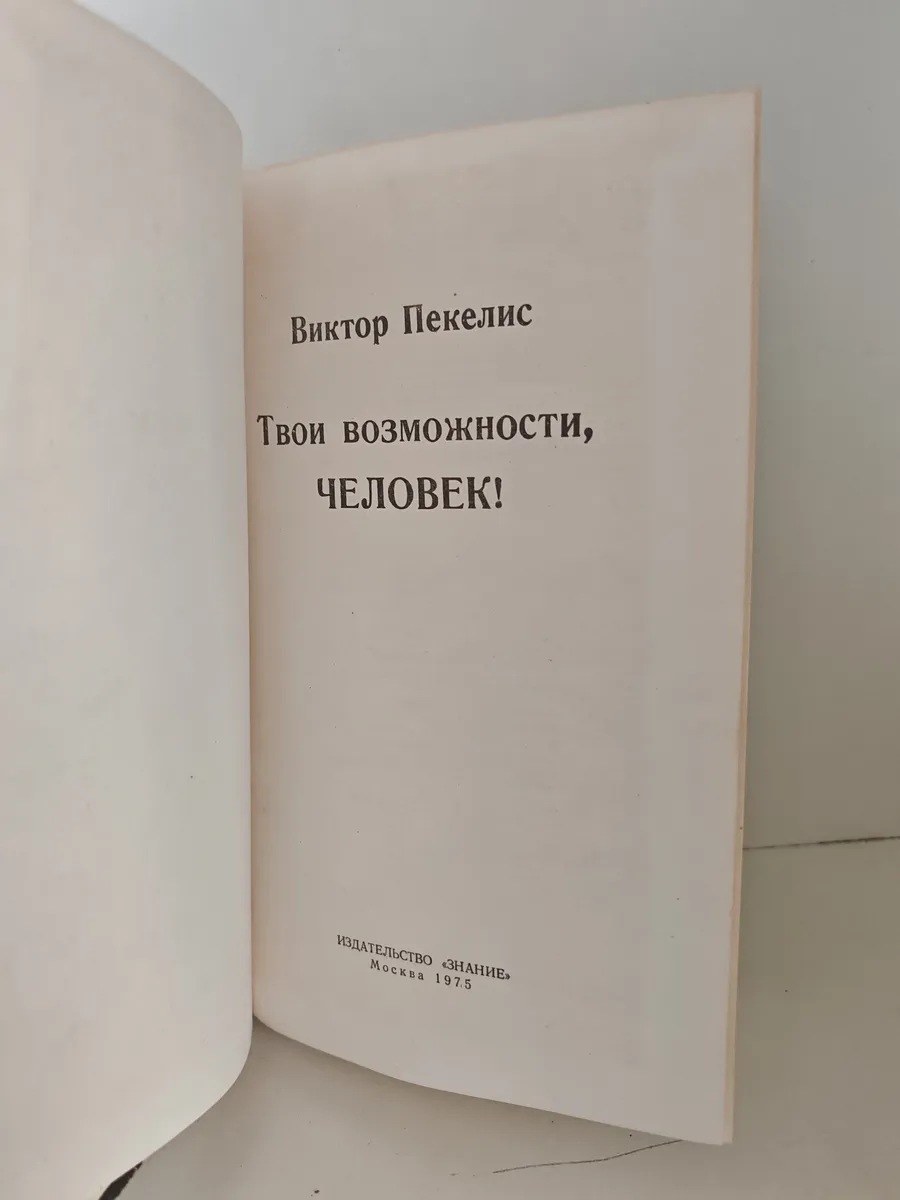 Виктор Пекелис
Твои возможности,
ЧЕЛОВЕК!
ИЗДАТЕЛЬСТВО «ЗНАНИЕ»
Москва 1975